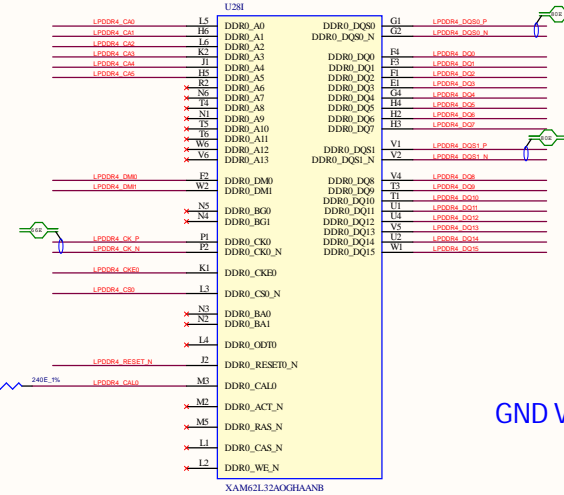 U28I
LPDDR4_CA0 L5 DDR0_A0 DDR0_DQS0 G1 LPDDR4_DQS0_P
LPDDR4_CA1 H6 DDR0_A1 DDR0_DQS0_N G2 LPDDR4_DQS0_N
LPDDR4_CA2 L6 DDR0_A2
LPDDR4_CA3 K2 DDR0_A3 DDR0_DQ0 F4 LPDDR4_DQ0
LPDDR4_CA4 J1 DDR0_A4 DDR0_DQ1 F3 LPDDR4_DQ1
LPDDR4_CA5 H5 DDR0_A5 DDR0_DQ2 F1 LPDDR4_DQ2
R2 DDR0_A6 DDR0_DQ3 E1 LPDDR4_DQ3
N6 DDR0_A7 DDR0_DQ4 G4 LPDDR4_DQ4
T4 DDR0_A8 DDR0_DQ5 H4 LPDDR4_DQ5
N1 DDR0_A9 DDR0_DQ6 H2 LPDDR4_DQ6
T5 DDR0_A10 DDR0_DQ7 H3 LPDDR4_DQ7
T6 DDR0_A11
W6 DDR0_A12 DDR0_DQS1 V1 LPDDR4_DQS1_P
V6 DDR0_A13 DDR0_DQS1_N V2 LPDDR4_DQS1_N
LPDDR4_DM0 F2 DDR0_DM0 DDR0_DQ8 V4 LPDDR4_DQ8
LPDDR4_DM1 W2 DDR0_DM1 DDR0_DQ9 T3 LPDDR4_DQ9
DDR0_DQ10 T1 LPDDR4_DQ10
N5 DDR0_BG0 DDR0_DQ11 U1 LPDDR4_DQ11
N4 DDR0_BG1 DDR0_DQ12 U4 LPDDR4_DQ12
DDR0_DQ13 V5 LPDDR4_DQ13
LPDDR4_CK_P P1 DDR0_CK0 DDR0_DQ14 U2 LPDDR4_DQ14
LPDDR4_CK_N P2 DDR0_CK0_N DDR0_DQ15 W1 LPDDR4_DQ15
LPDDR4_CKE0 K1 DDR0_CKE0
LPDDR4_CS0 L3 DDR0_CS0_N
N3 DDR0_BA0
N2 DDR0_BA1
L4 DDR0_ODT0
LPDDR4_RESET_N J2 DDR0_RESET0_N
240E_1% LPDDR4_CAL0 M3 DDR0_CAL0
M2 DDR0_ACT_N
GND V
M5 DDR0_RAS_N
L1 DDR0_CAS_N
L2 DDR0_WE_N
XAM62L32AOGHAANB